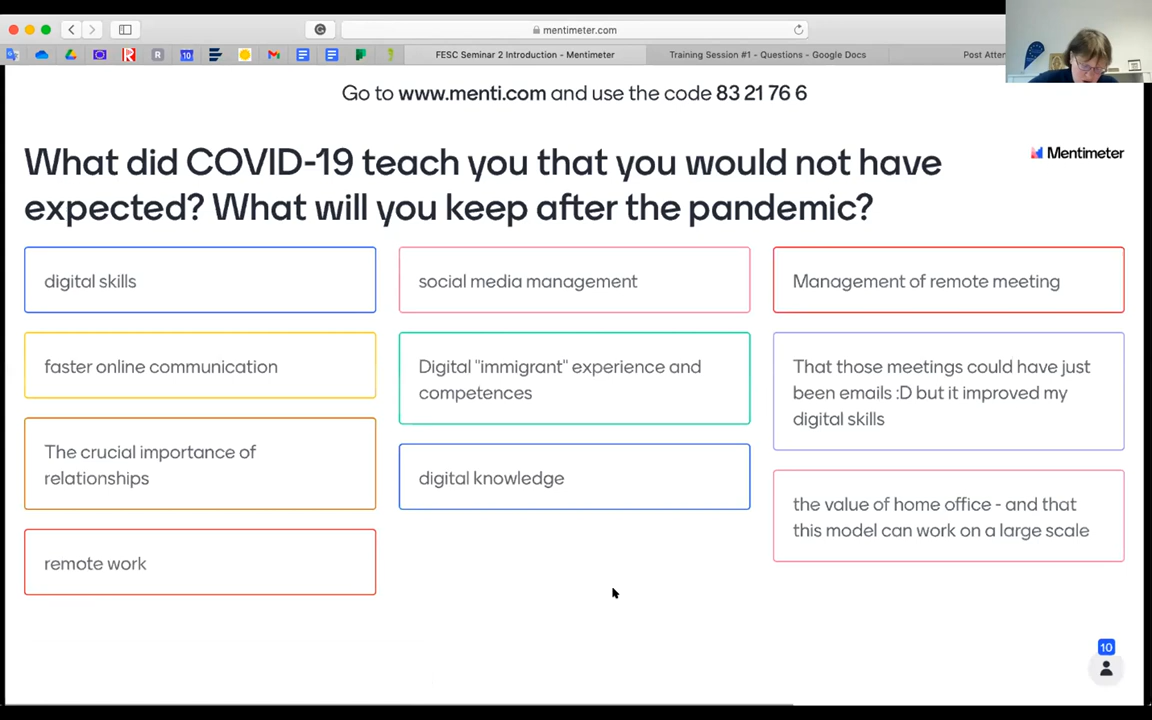 mentimeter.com
FESC Seminar 2 Introduction - Mentimeter
Training Session #1 - Questions - Google Docs
Post Atten
Go to www.menti.com and use the code 83 21 76 6
What did COVID-19 teach you that you would not have
expected? What will you keep after the pandemic?
Mentimeter
digital skills
social media management
Management of remote meeting
faster online communication
Digital "immigrant" experience and
competences
That those meetings could have just
been emails :D but it improved my
digital skills
The crucial importance of
relationships
digital knowledge
the value of home office - and that
this model can work on a large scale
remote work
10